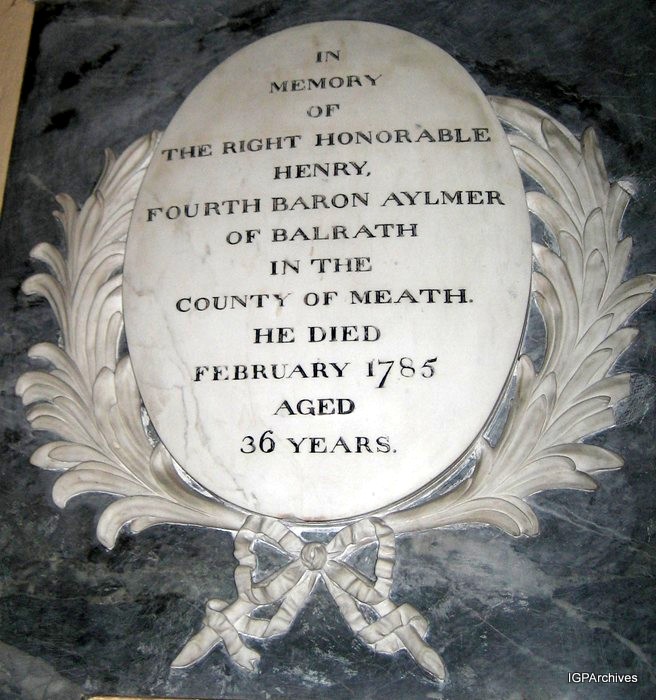 IN
MEMORY
OF
THE RIGHT HONORABLE
HENRY,
FOURTH BARON AYLMER
OF BALRATH
IN THE
COUNTY OF MEATH.
HE DIED
FEBRUARY 1785
AGED
36 YEARS.
IGPArchives